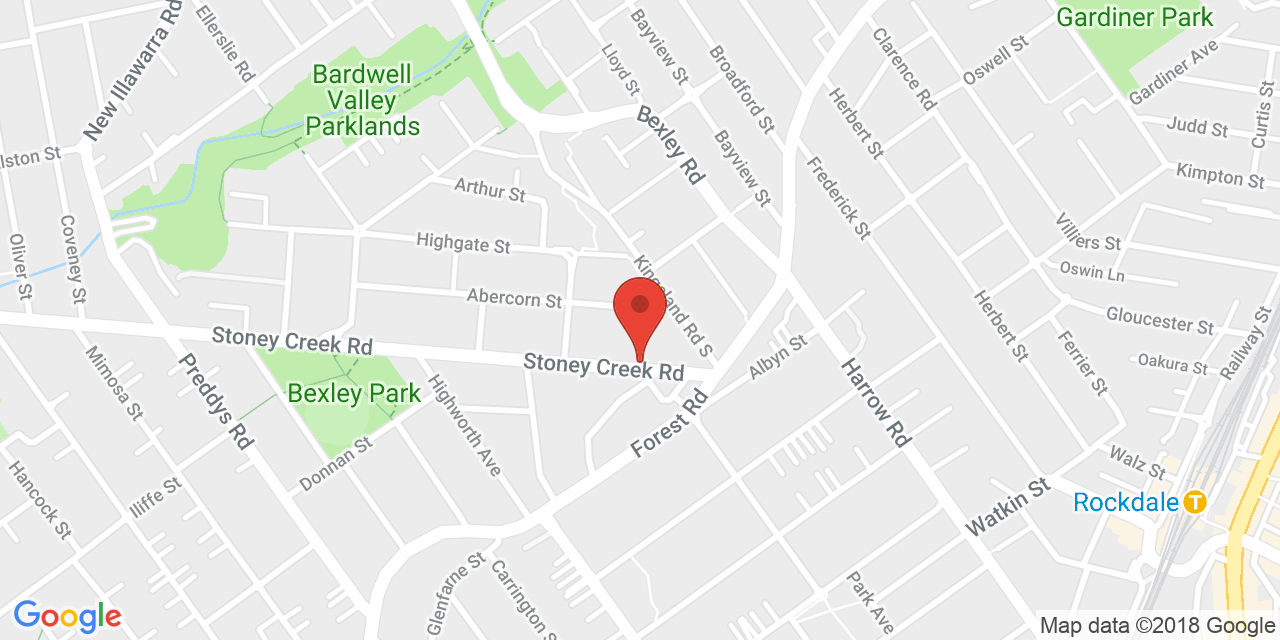 Gardiner Park
Ellerslie Rd
New Illawarra Rd
Bardwell
Valley
Parklands
Lloyd St
Bayview St
Broadford St
Clarence Rd
Oswell St
Gardiner Ave
Curtis St
Judd St
Kimpton St
Bexley Rd
Bayview St
Herbert St
Frederick St
Arthur St
Coveney St
Oliver St
Highgate St
Abercorn St
Villiers St
Oswin Ln
Gloucester St
Oakura St
Railway St
Herbert St
Ferrier St
Stoney Creek Rd
Stoney Creek Rd
Albyn St
Harrow Rd
Mimosa St
Preddys Rd
Bexley Park
Highworth Ave
Forest Rd
Donnan St
Iliffe St
Hancock St
Walz St
Watkin St
Rockdale
T
Glenfarne St
Park Ave
Google
Map data ©2018 Google